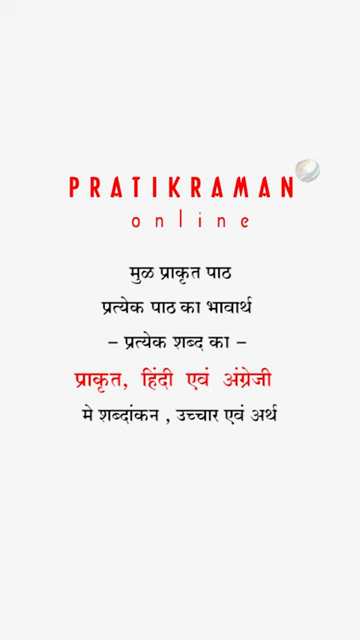 PRATIKRAMAN
online
मुळ प्राकृत पाठ
प्रत्येक पाठ का भावार्थ
– प्रत्येक शब्द का –
प्राकृत, हिंदी एवं अंग्रेजी
मे शब्दांकन , उच्चार एवं अर्थ